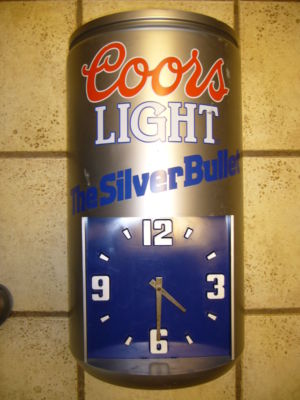 Coors
LIGHT
The Silver Bullet
12
9 3
6